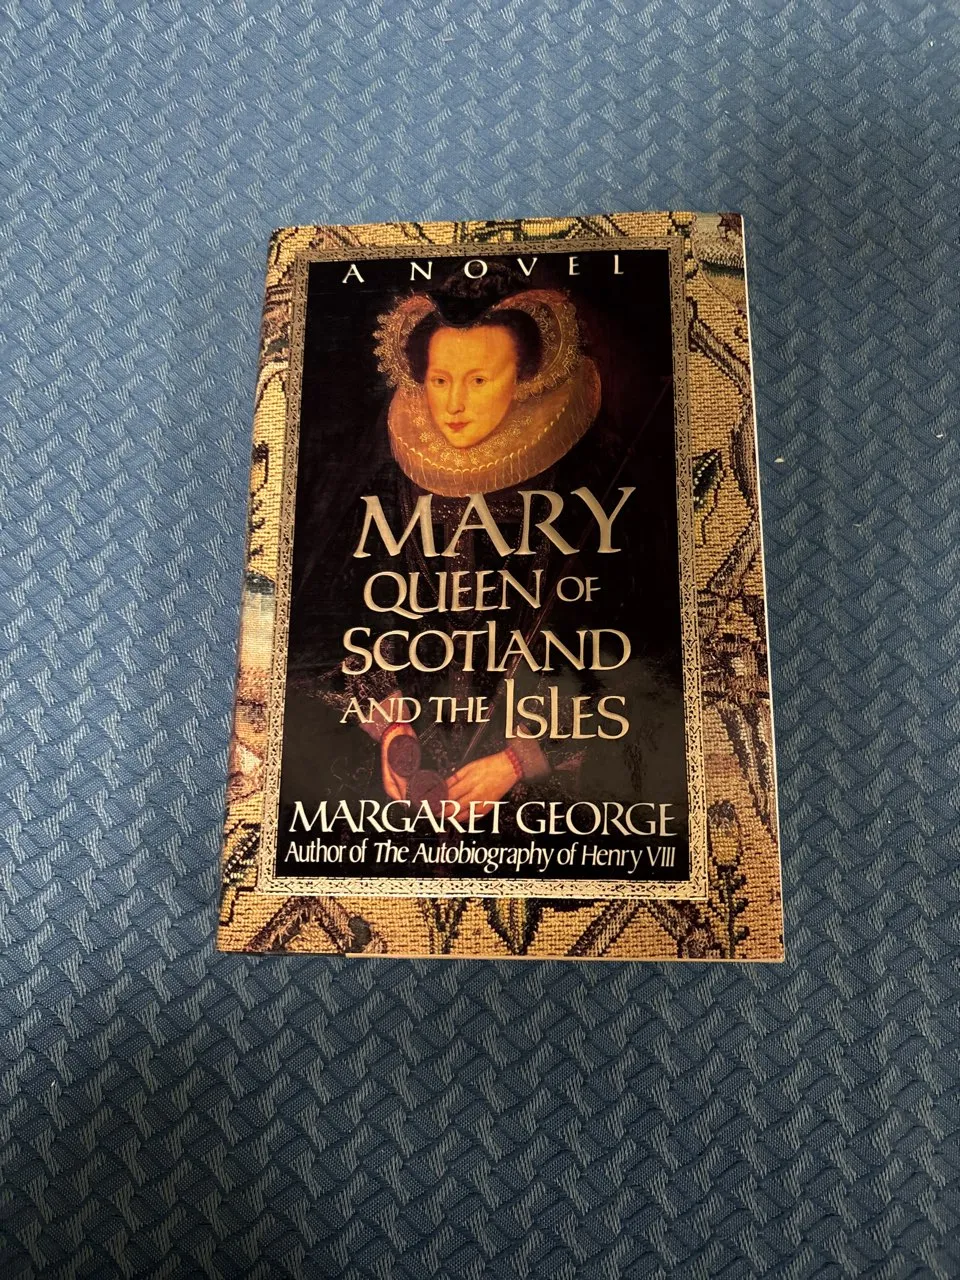 A NOVEL
MARY
QUEEN OF
SCOTLAND
AND THE ISLES
MARGARET GEORGE
Author of The Autobiography of Henry VIII